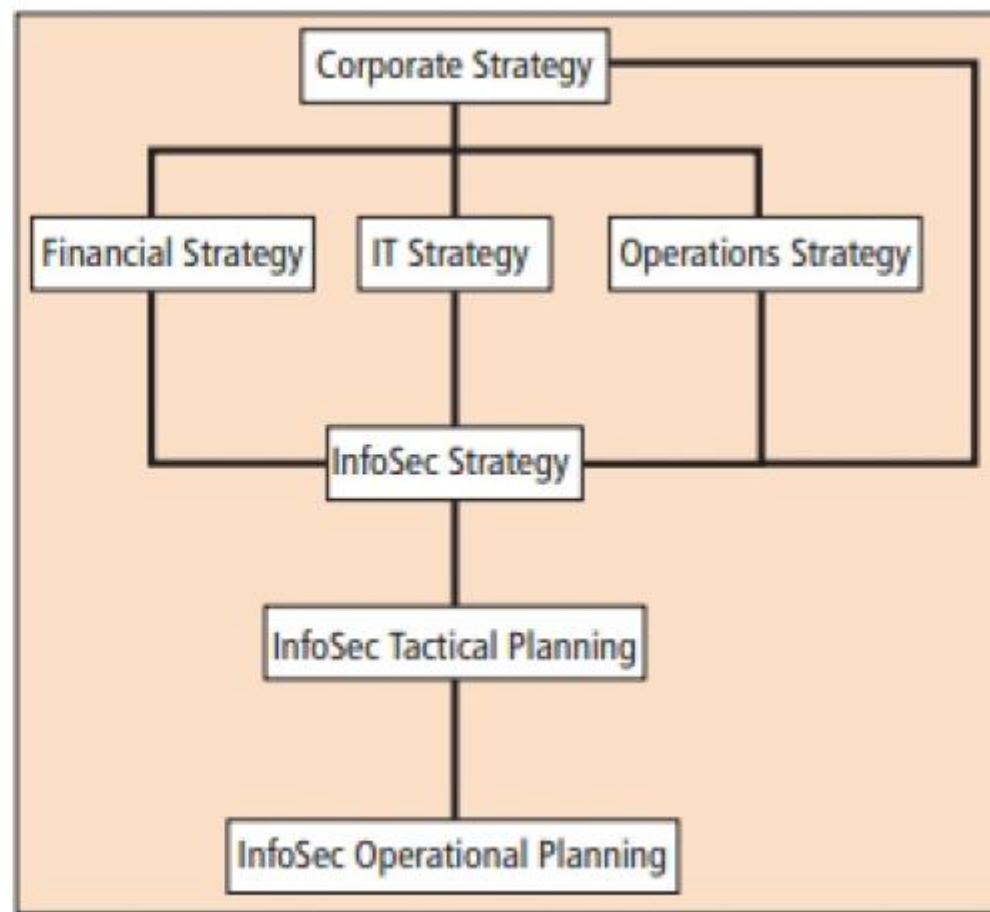 Corporate Strategy
Financial Strategy
IT Strategy
Operations Strategy
InfoSec Strategy
InfoSec Tactical Planning
InfoSec Operational Planning